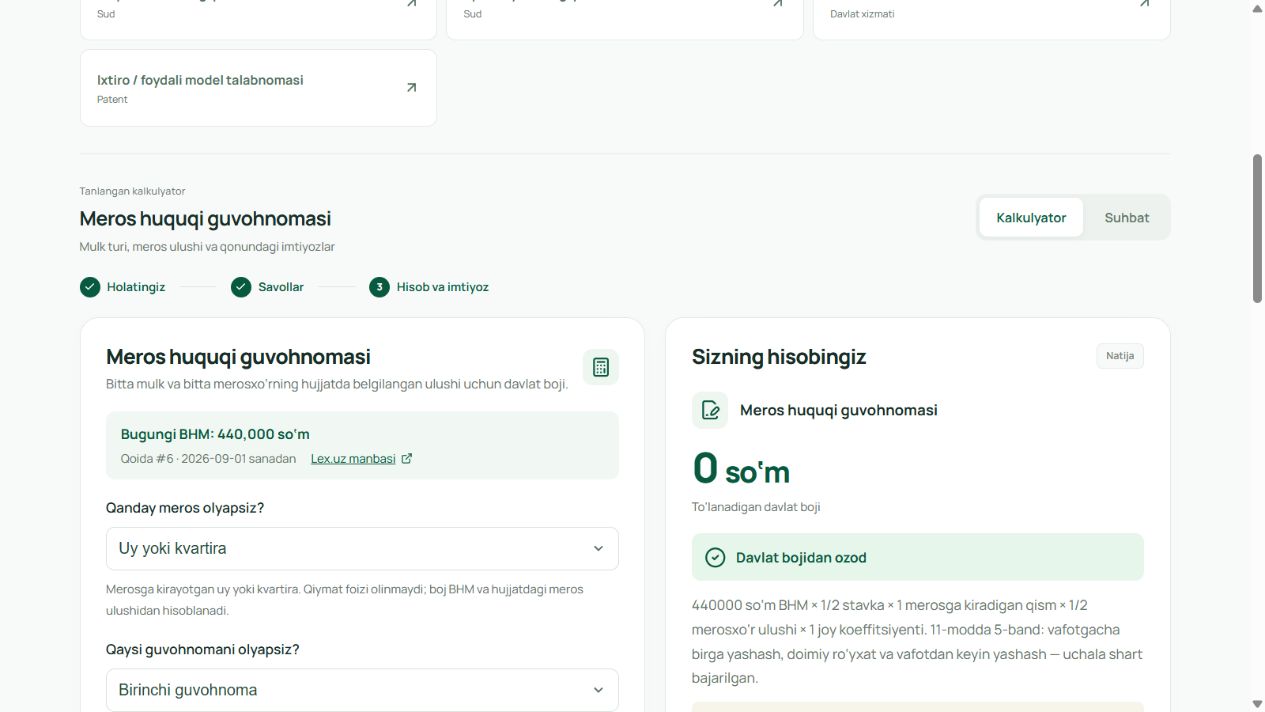 Sud
Sud
Davlat xizmati
Ixtiro / foydali model talabnomasi
Patent
Tanlangan kalkulyator
Meros huquqi guvohnomasi
Mulk turi, meros ulushi va qonundagi imtiyozlar
Kalkulyator
Suhbat
Holatingiz
Savollar
3
Hisob va imtiyoz
Meros huquqi guvohnomasi
Bitta mulk va bitta merosxo'rning hujjatda belgilangan ulushi uchun davlat boji.
Bugungi BHM: 440,000 so'm
Qoida #6 · 2026-09-01 sanadan Lex.uz manbasi
Qanday meros olyapsiz?
Uy yoki kvartira
Merosga kirayotgan uy yoki kvartira. Qiymat foizi olinmaydi; boj BHM va hujjatdagi meros
ulushidan hisoblanadi.
Qaysi guvohnomani olyapsiz?
Birinchi guvohnoma
Sizning hisobingiz
Natija
Meros huquqi guvohnomasi
0 so‘m
To'lanadigan davlat boji
Davlat bojidan ozod
440000 so'm BHM × 1/2 stavka × 1 merosga kiradigan qism × 1/2
merosxo'r ulushi × 1 joy koeffitsiyenti. 11-modda 5-band: vafotgacha
birga yashash, doimiy ro'yxat va vafotdan keyin yashash — uchala shart
bajarilgan.